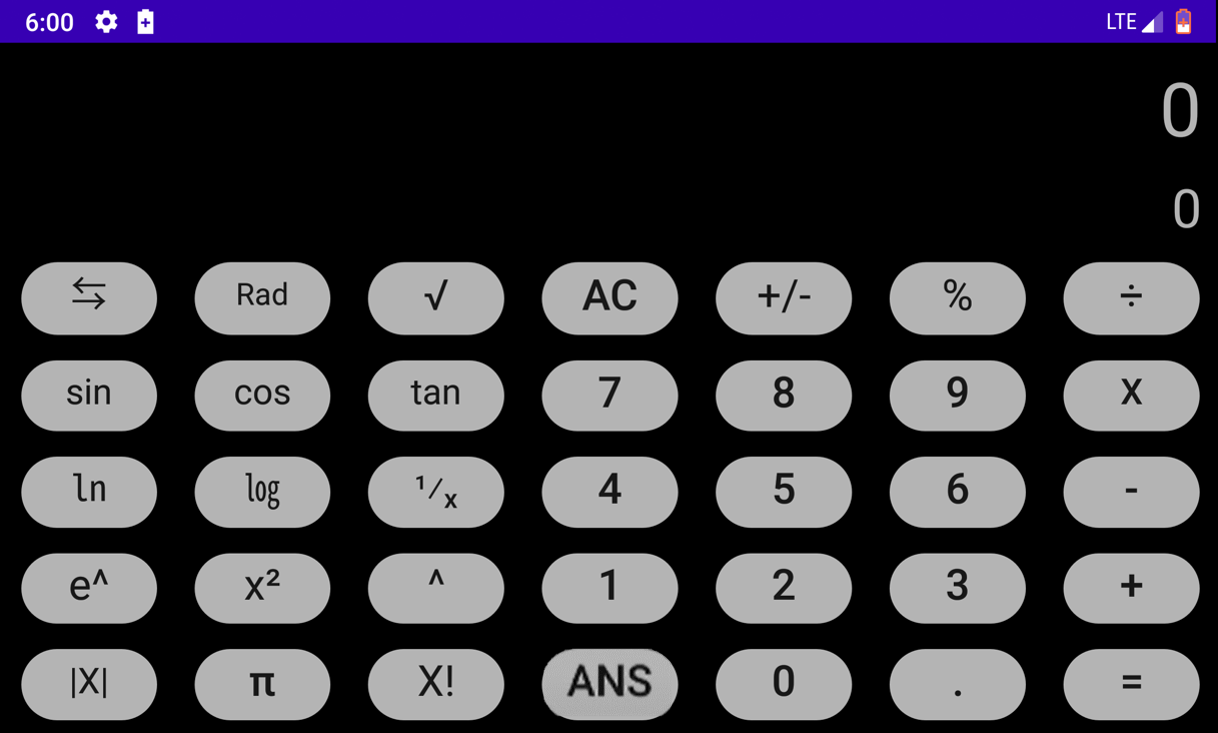 6:00 LTE
0
0
⇆ Rad √ AC +/- % ÷
sin cos tan 7 8 9 X
ln log ¹/x 4 5 6 -
e^ x² ^ 1 2 3 +
|X| π X! ANS 0 . =